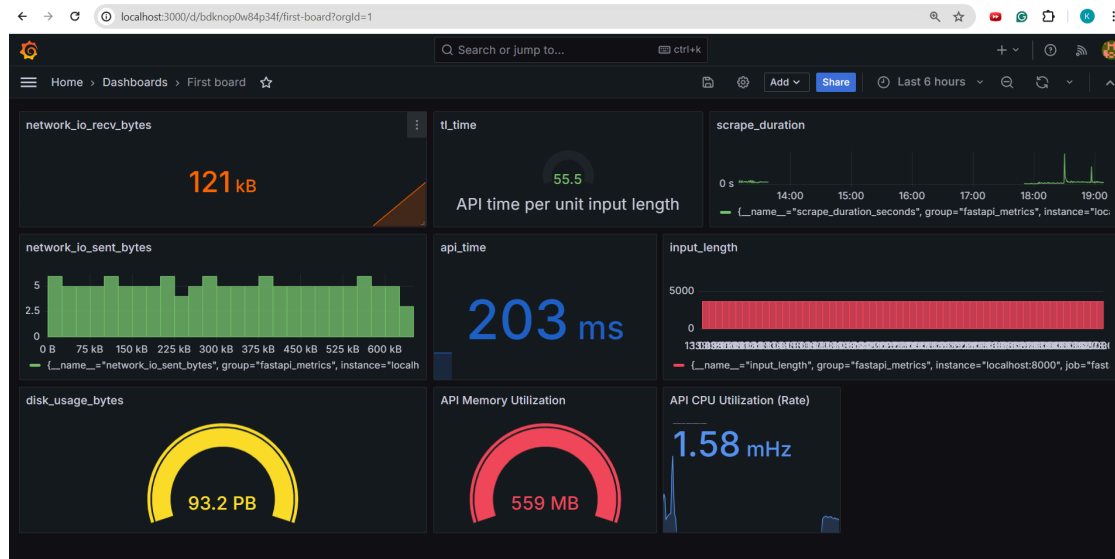 localhost:3000/d/bdknop0w84p34f/first-board?orgId=1
K
Search or jump to...
ctrl+k
Home > Dashboards > First board
Add
Share
Last 6 hours
network_io_recv_bytes
121 kB
tl_time
55.5
API time per unit input length
scrape_duration
0 s
14:00 15:00 16:00 17:00 18:00 19:00
{__name__="scrape_duration_seconds", group="fastapi_metrics", instance="loc
network_io_sent_bytes
5
2.5
0
0 B 75 kB 150 kB 225 kB 300 kB 375 kB 450 kB 525 kB 600 kB
{__name__="network_io_sent_bytes", group="fastapi_metrics", instance="localh
api_time
203 ms
input_length
5000
0
{__name__="input_length", group="fastapi_metrics", instance="localhost:8000", job="fast
disk_usage_bytes
93.2 PB
API Memory Utilization
559 MB
API CPU Utilization (Rate)
1.58 mHz